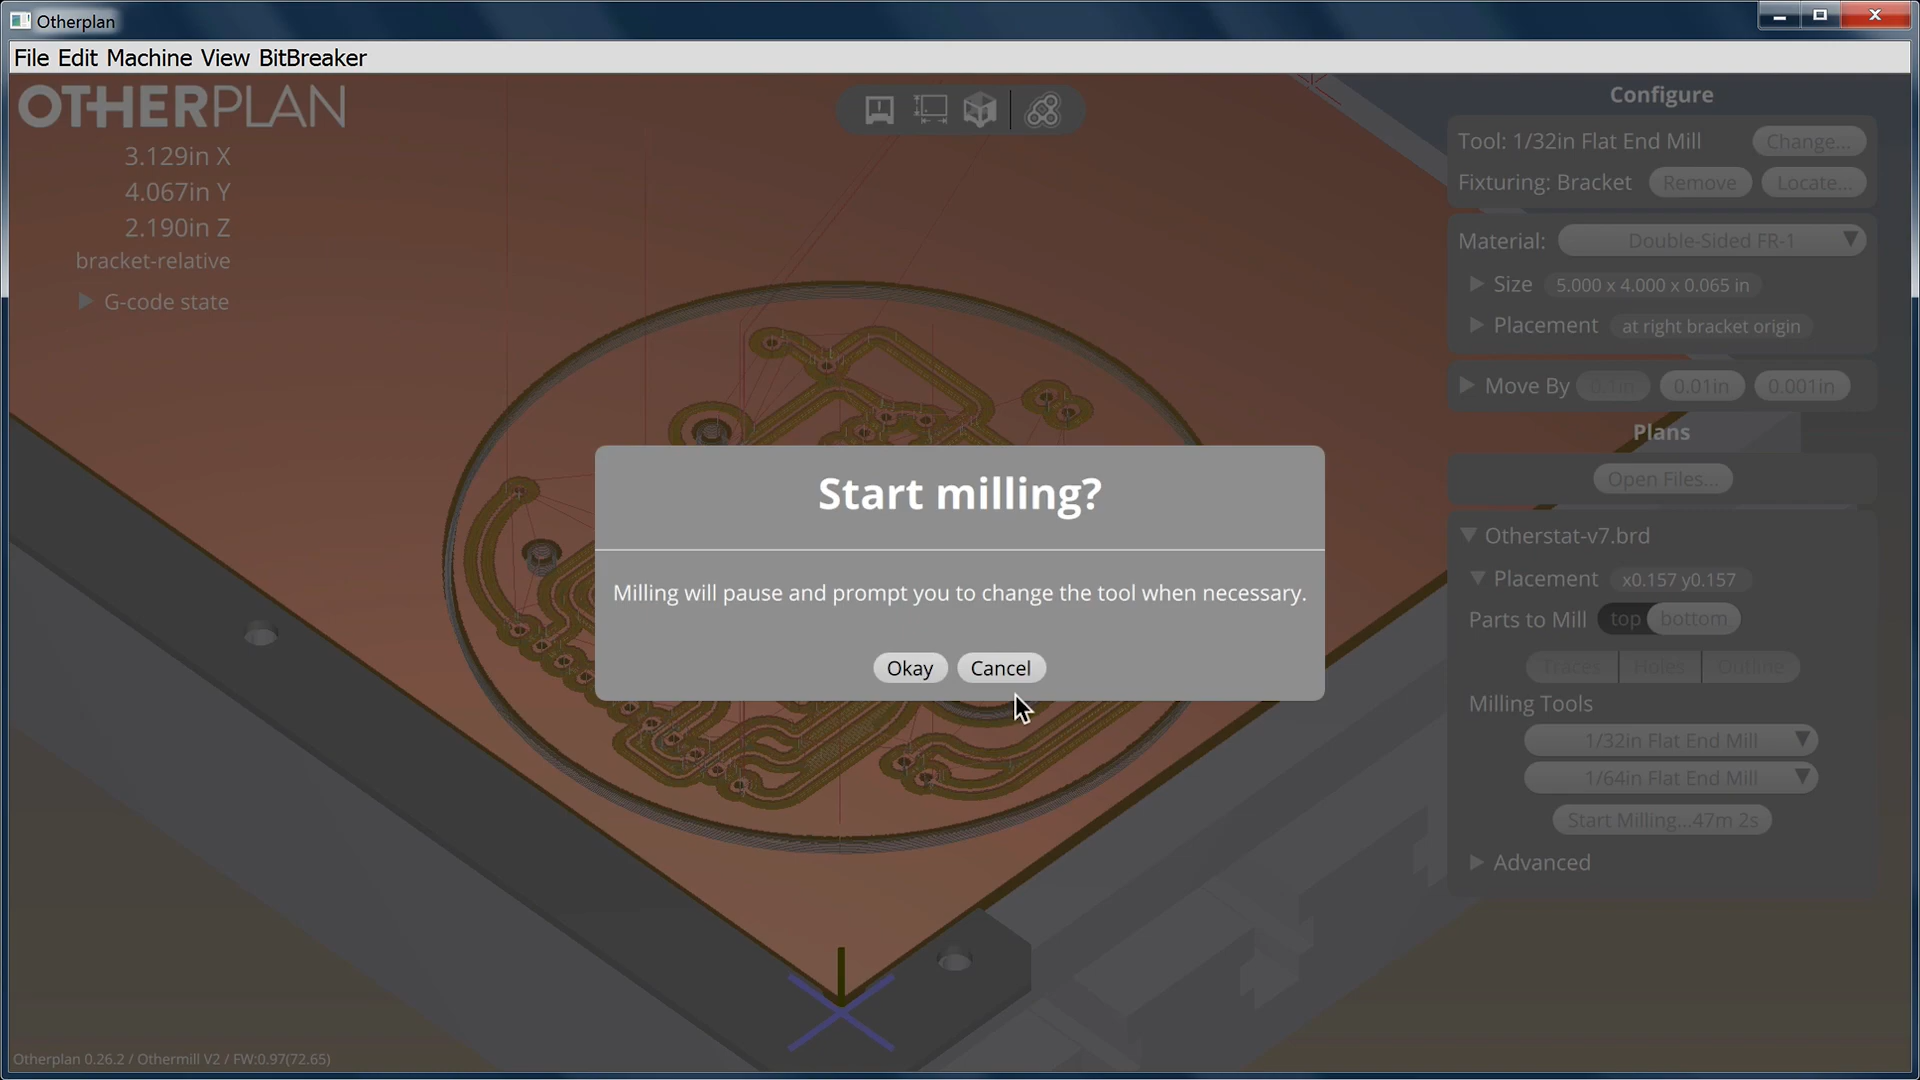 Otherplan
File Edit Machine View BitBreaker
OTHERPLAN
3.129in X
4.067in Y
2.190in Z
bracket-relative
G-code state
Configure
Tool: 1/32in Flat End Mill Change...
Fixturing: Bracket Remove Locate...
Material: Double-Sided FR-1
Size 5.000 x 4.000 x 0.065 in
Placement at right bracket origin
Move By 0.1in 0.01in 0.001in
Plans
Open Files...
Otherstat-v7.brd
Placement x0.157 y0.157
Parts to Mill top bottom
Traces Holes Outline
Milling Tools
1/32in Flat End Mill
1/64in Flat End Mill
Start Milling...47m 2s
Advanced
Start milling?
Milling will pause and prompt you to change the tool when necessary.
Okay Cancel
Otherplan 0.26.2 / Othermill V2 / FW:0.97(72.65)